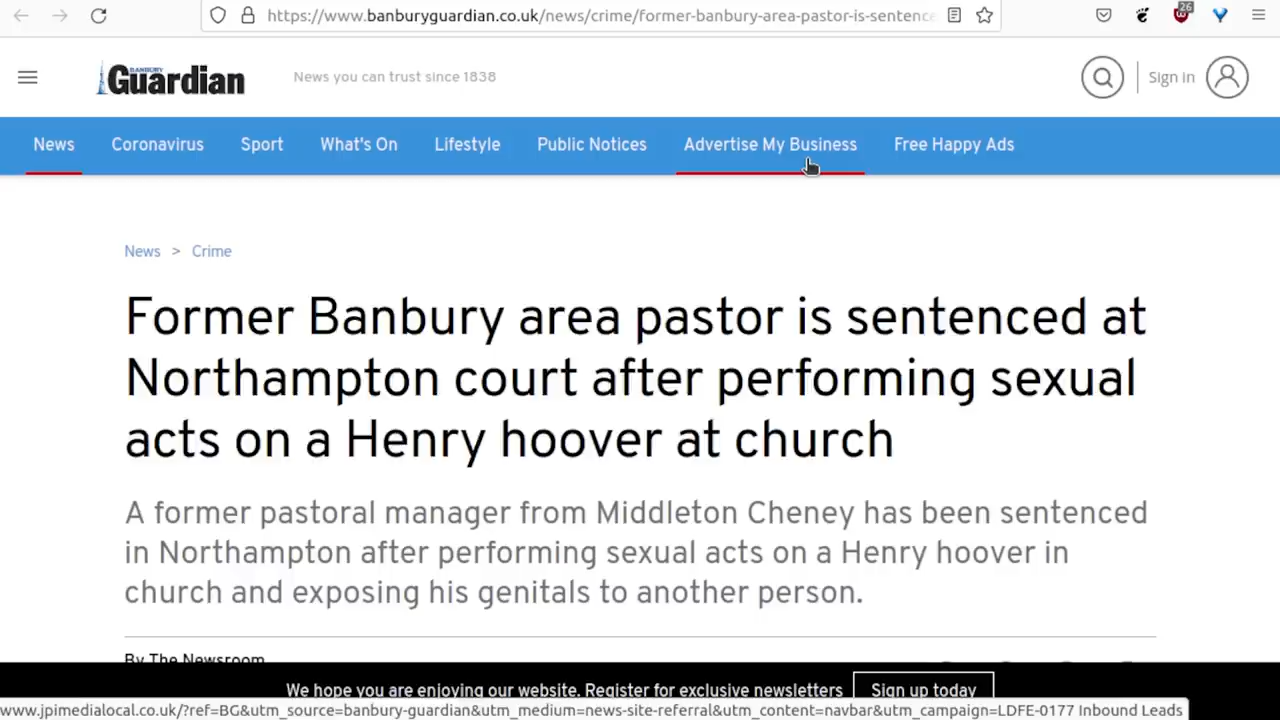 https://www.banburyguardian.co.uk/news/crime/former-banbury-area-pastor-is-sentenc
26
BANBURY
Guardian
News you can trust since 1838
Sign in
News Coronavirus Sport What's On Lifestyle Public Notices Advertise My Business Free Happy Ads
News > Crime
Former Banbury area pastor is sentenced at
Northampton court after performing sexual
acts on a Henry hoover at church
A former pastoral manager from Middleton Cheney has been sentenced
in Northampton after performing sexual acts on a Henry hoover in
church and exposing his genitals to another person.
By The Newsroom
We hope you are enjoying our website. Register for exclusive newsletters Sign up today
www.jpimedialocal.co.uk/?ref=BG&utm_source=banbury-guardian&utm_medium=news-site-referral&utm_content=navbar&utm_campaign=LDFE-0177 Inbound Leads